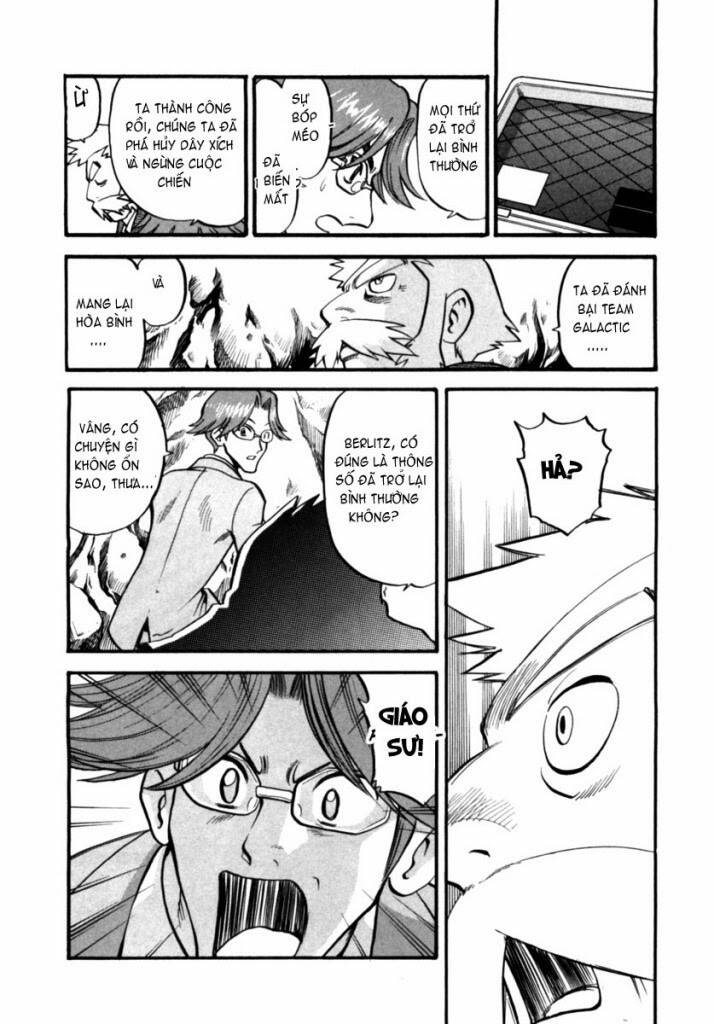 MỌI THỨ
ĐÃ TRỞ
LẠI BÌNH
THƯỜNG
SỰ
BÓP
MÉO
ĐÃ
BIẾN
MẤT
TA THÀNH CÔNG
RỒI, CHÚNG TA ĐÃ
PHÁ HỦY DÂY XÍCH
VÀ NGỪNG CUỘC
CHIẾN
Ừ
TA ĐÃ ĐÁNH
BẠI TEAM
GALACTIC
.....
VÀ
MANG LẠI
HÒA BÌNH
....
HẢ?
BERLITZ, CÓ
ĐÚNG LÀ THÔNG
SỐ ĐÃ TRỞ LẠI
BÌNH THƯỜNG
KHÔNG?
VÂNG, CÓ
CHUYỆN GÌ
KHÔNG ỔN
SAO, THƯA...
GIÁO
SƯ!